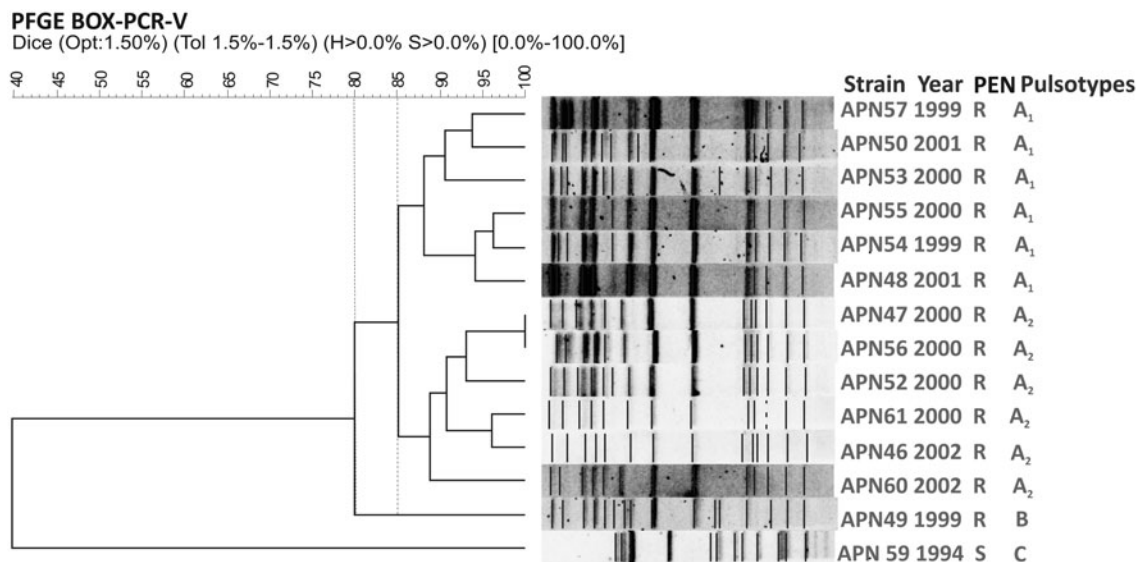 PFGE BOX-PCR-V
Dice (Opt:1.50%) (Tol 1.5%-1.5%) (H>0.0% S>0.0%) [0.0%-100.0%]
40 45 50 55 60 65 70 75 80 85 90 95 100
Strain Year PEN Pulsotypes
APN57 1999 R A₁
APN50 2001 R A₁
APN53 2000 R A₁
APN55 2000 R A₁
APN54 1999 R A₁
APN48 2001 R A₁
APN47 2000 R A₂
APN56 2000 R A₂
APN52 2000 R A₂
APN61 2000 R A₂
APN46 2002 R A₂
APN60 2002 R A₂
APN49 1999 R B
APN 59 1994 S C